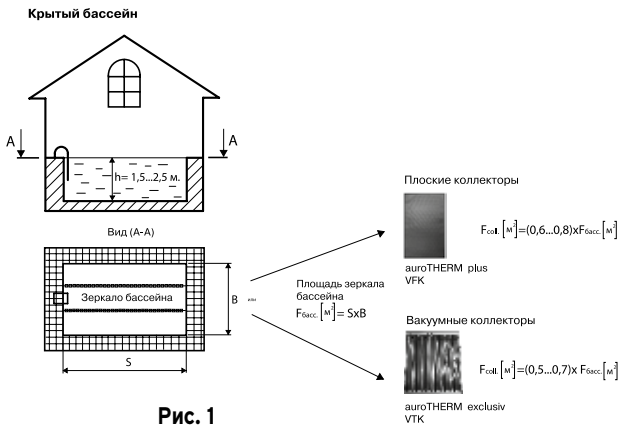 Крытый бассейн
A
A
h= 1,5...2,5 м.
Вид (А-А)
Зеркало бассейна
B
или
S
Площадь зеркала
бассейна
Fбасс.[м²]= SxB
Плоские коллекторы
Fcoll.[м²]=(0,6...0,8)xFбасс.[м²]
auroTHERM plus
VFK
Вакуумные коллекторы
Fcoll.[м²]=(0,5...0,7)x Fбасс.[м²]
auroTHERM exclusiv
VTK
Рис. 1